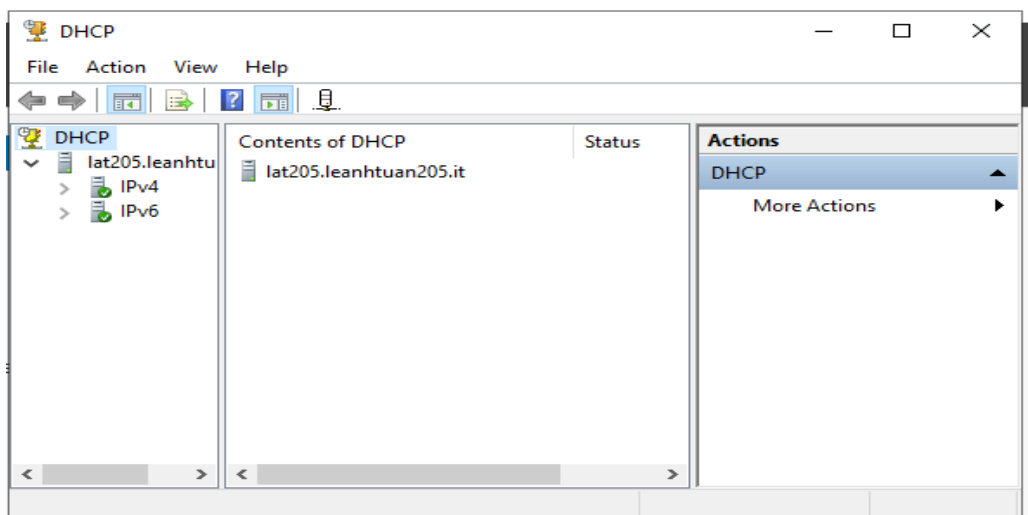 DHCP
File Action View Help
DHCP
lat205.leanhtu
IPv4
IPv6
Contents of DHCP Status
lat205.leanhtuan205.it
Actions
DHCP
More Actions